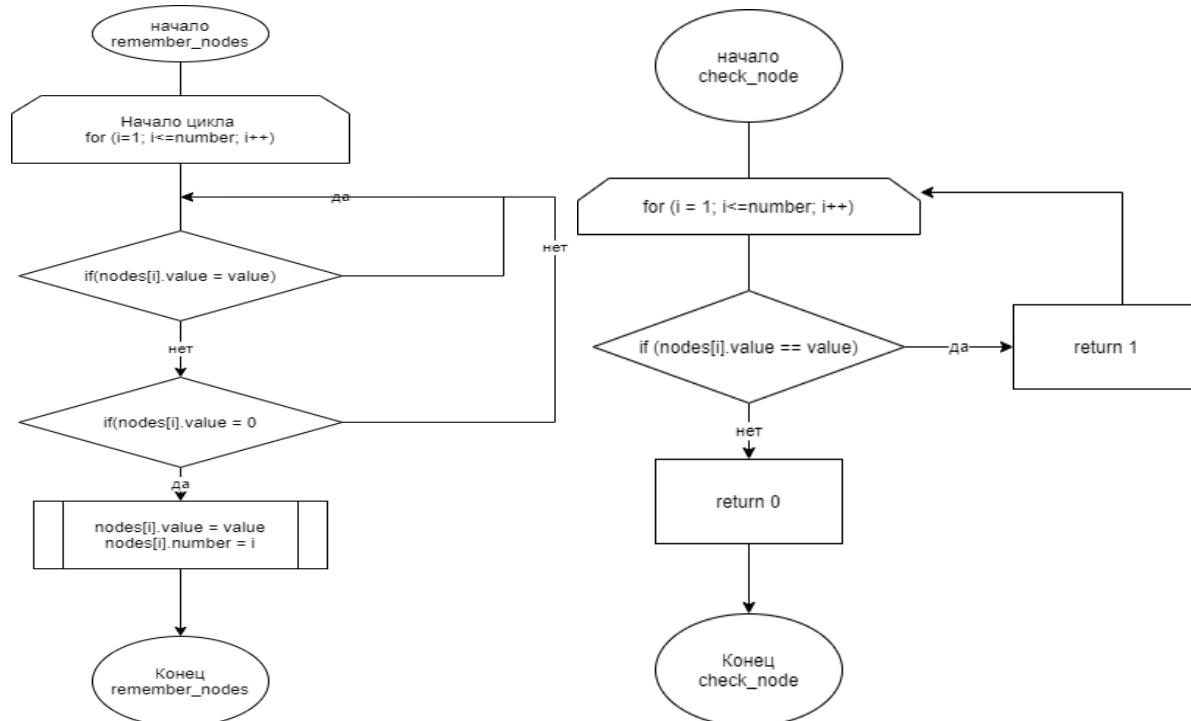 начало
remember_nodes
Начало цикла
for (i=1; i<=number; i++)
да
нет
if(nodes[i].value = value)
нет
if(nodes[i].value = 0
да
nodes[i].value = value
nodes[i].number = i
Конец
remember_nodes
начало
check_node
for (i = 1; i<=number; i++)
if (nodes[i].value == value)
да
return 1
нет
return 0
Конец
check_node